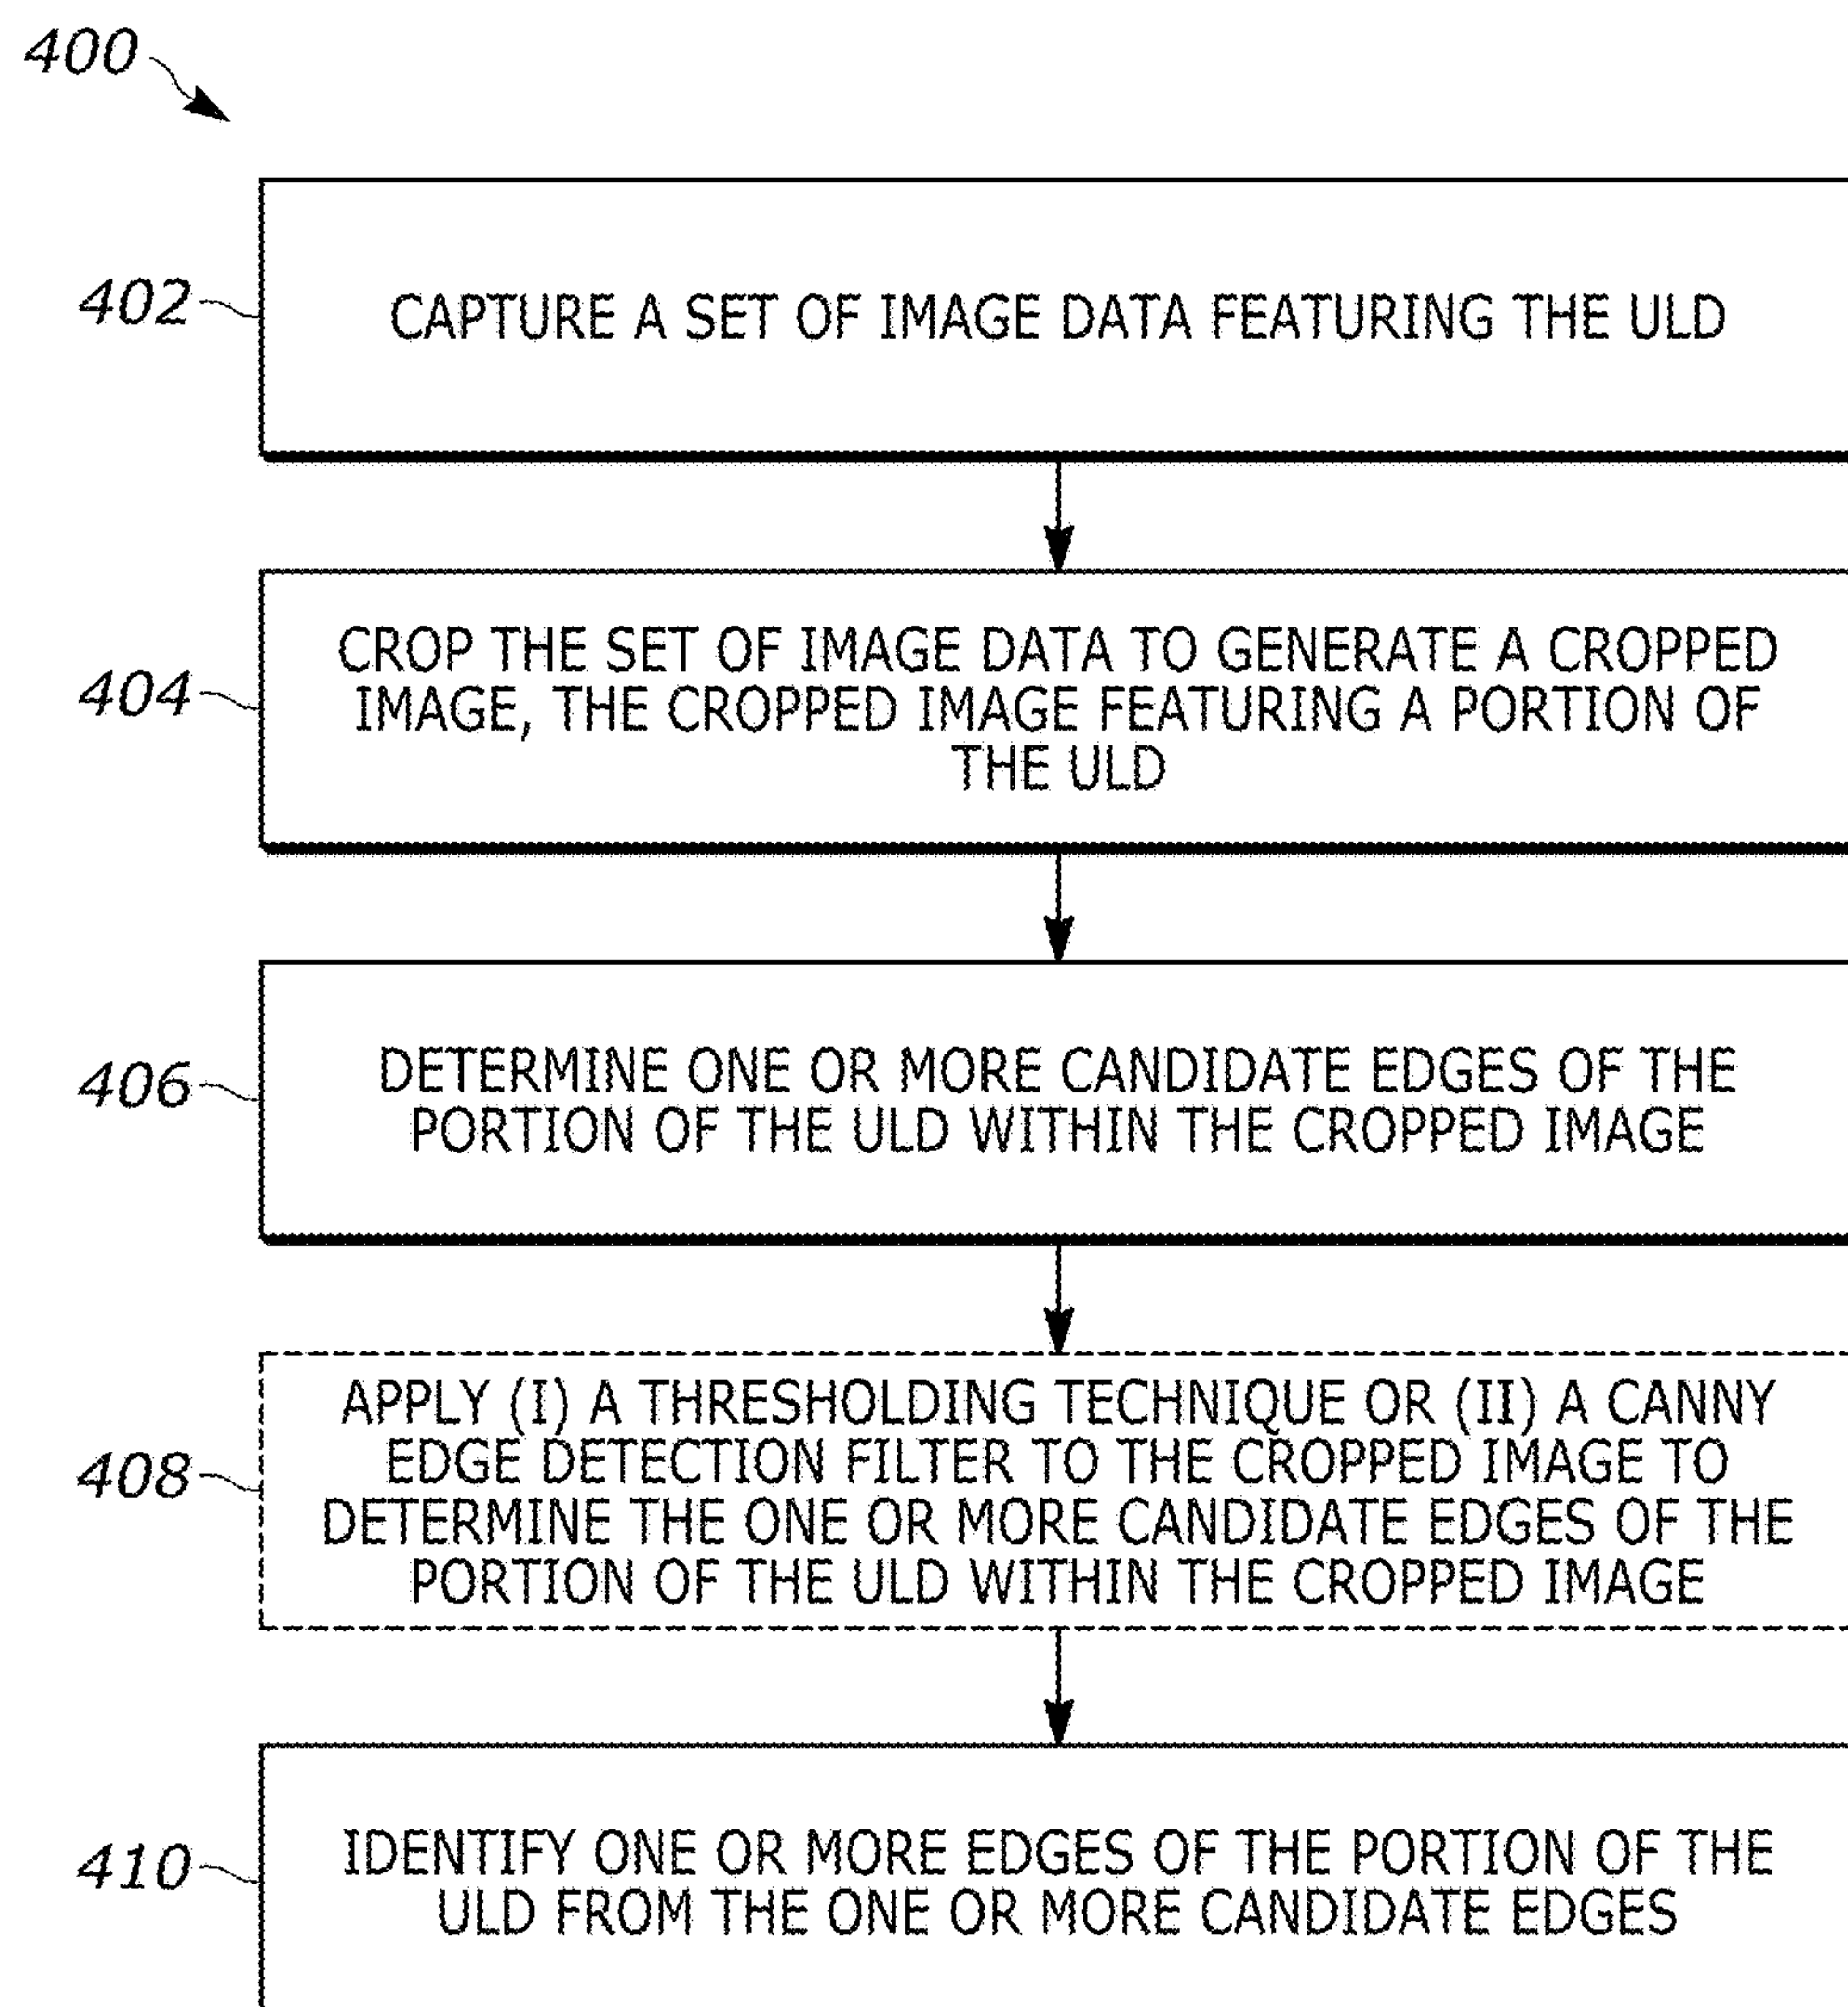 400
402
CAPTURE A SET OF IMAGE DATA FEATURING THE ULD
404
CROP THE SET OF IMAGE DATA TO GENERATE A CROPPED
IMAGE, THE CROPPED IMAGE FEATURING A PORTION OF
THE ULD
406
DETERMINE ONE OR MORE CANDIDATE EDGES OF THE
PORTION OF THE ULD WITHIN THE CROPPED IMAGE
408
APPLY (I) A THRESHOLDING TECHNIQUE OR (II) A CANNY
EDGE DETECTION FILTER TO THE CROPPED IMAGE TO
DETERMINE THE ONE OR MORE CANDIDATE EDGES OF THE
PORTION OF THE ULD WITHIN THE CROPPED IMAGE
410
IDENTIFY ONE OR MORE EDGES OF THE PORTION OF THE
ULD FROM THE ONE OR MORE CANDIDATE EDGES